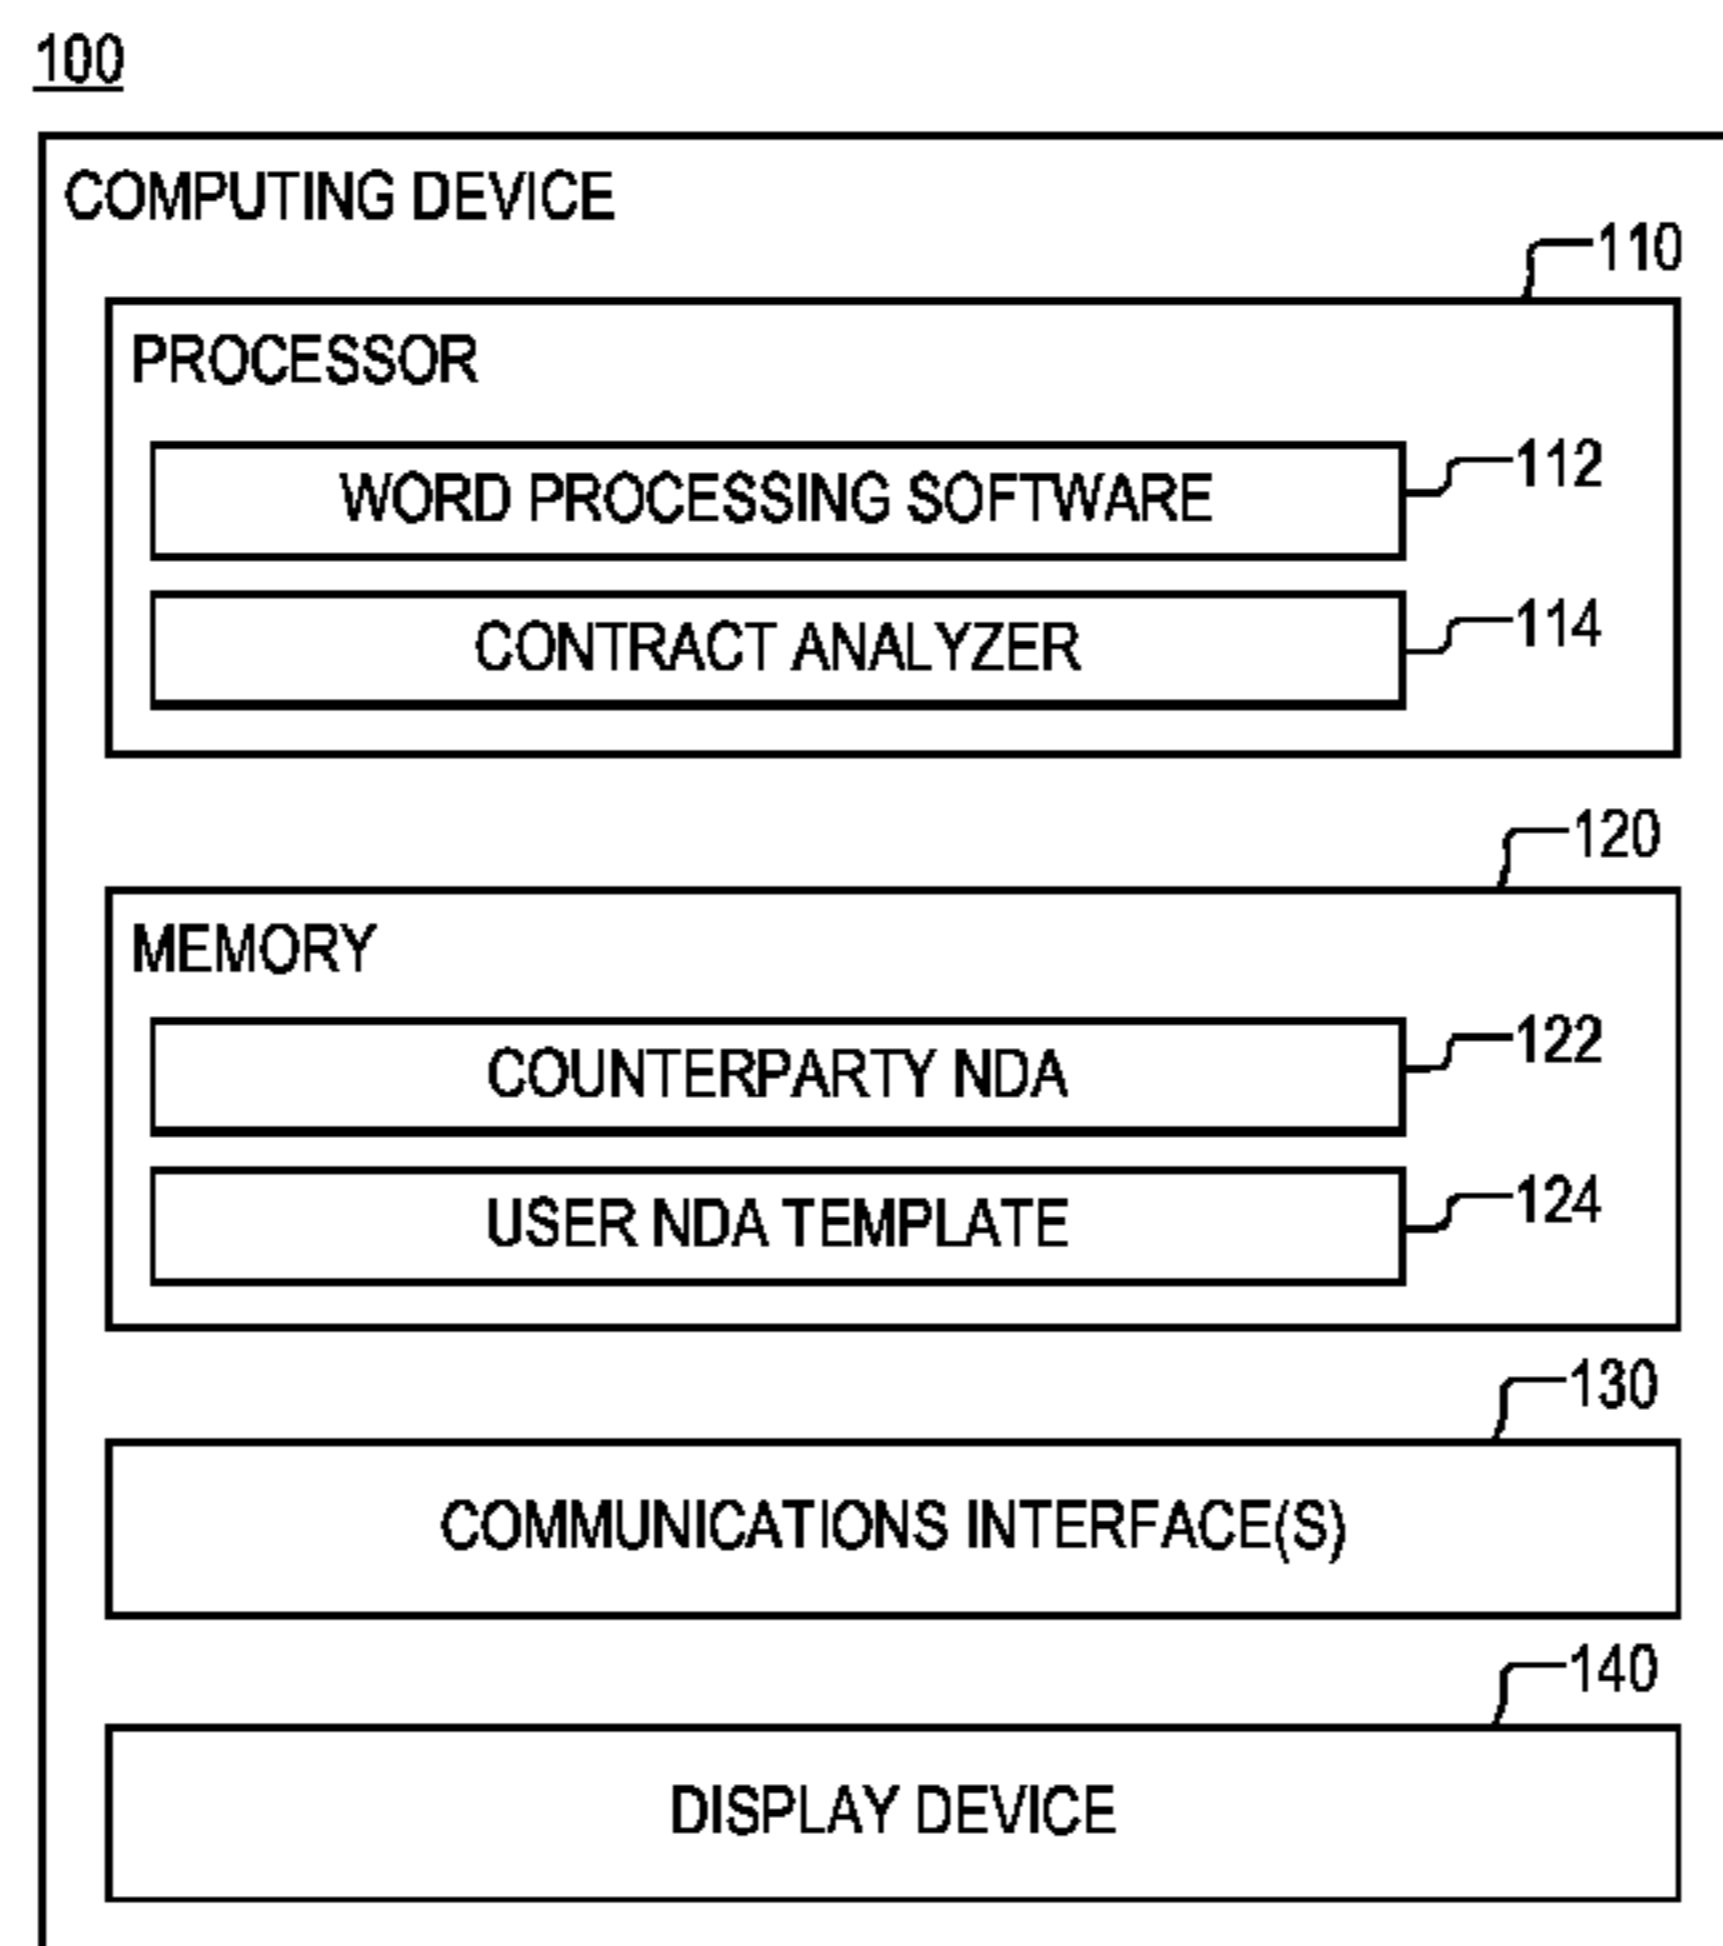 100
COMPUTING DEVICE
110
PROCESSOR
WORD PROCESSING SOFTWARE
112
CONTRACT ANALYZER
114
120
MEMORY
COUNTERPARTY NDA
122
USER NDA TEMPLATE
124
130
COMMUNICATIONS INTERFACE(S)
140
DISPLAY DEVICE